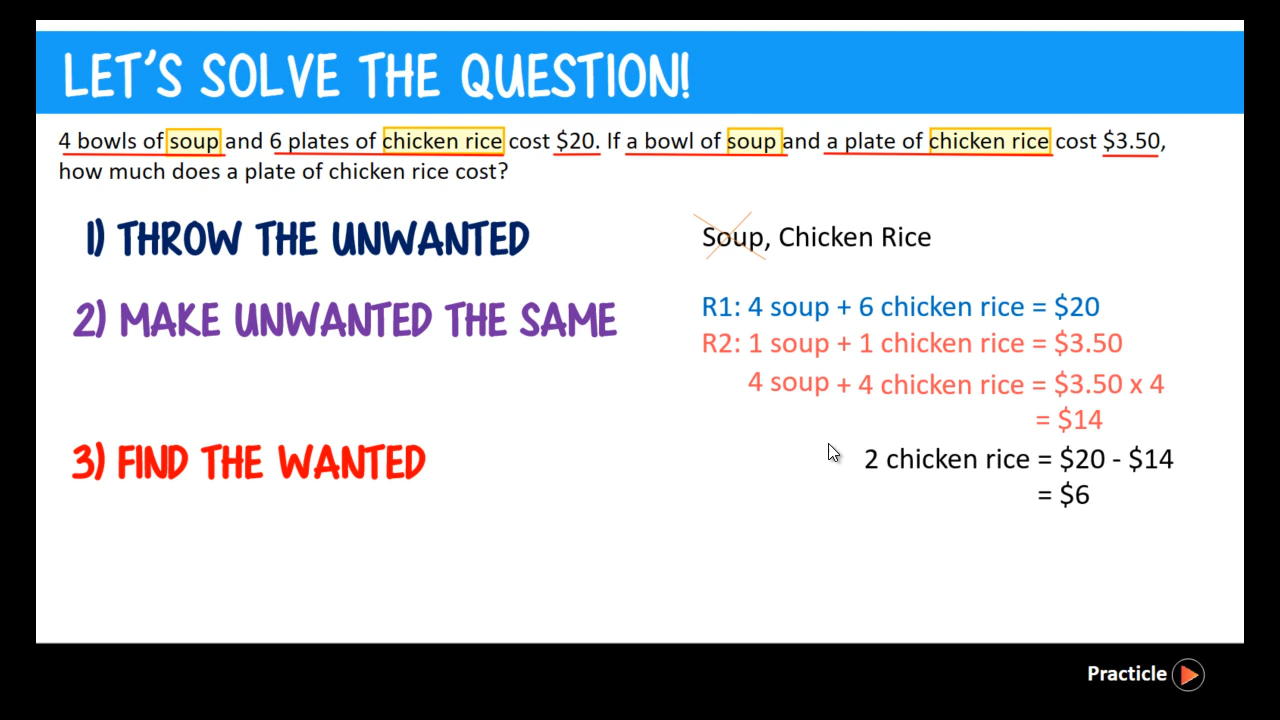 LET'S SOLVE THE QUESTION!
4 bowls of soup and 6 plates of chicken rice cost $20. If a bowl of soup and a plate of chicken rice cost $3.50,
how much does a plate of chicken rice cost?
1) THROW THE UNWANTED
Soup, Chicken Rice
2) MAKE UNWANTED THE SAME
R1: 4 soup + 6 chicken rice = $20
R2: 1 soup + 1 chicken rice = $3.50
4 soup + 4 chicken rice = $3.50 x 4
= $14
3) FIND THE WANTED
2 chicken rice = $20 - $14
= $6
Practicle